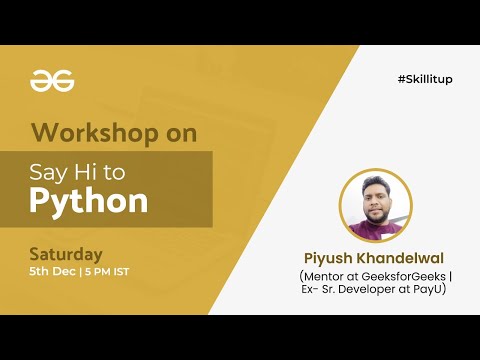 #Skillitup
Workshop on
Say Hi to
Python
Saturday
5th Dec | 5 PM IST
Piyush Khandelwal
(Mentor at GeeksforGeeks |
Ex- Sr. Developer at PayU)